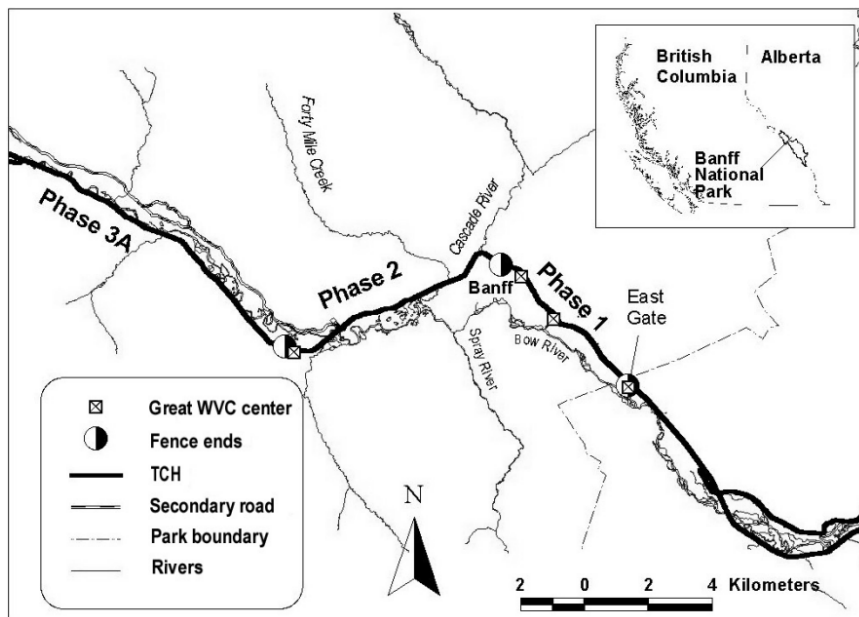 British
Columbia
Alberta
Banff
National
Park
Forty Mile Creek
Cascade River
Phase 3A
Phase 2
Banff
Phase 1
East
Gate
Bow River
Spray River
Great WVC center
Fence ends
TCH
Secondary road
Park boundary
Rivers
N
2 0 2 4 Kilometers